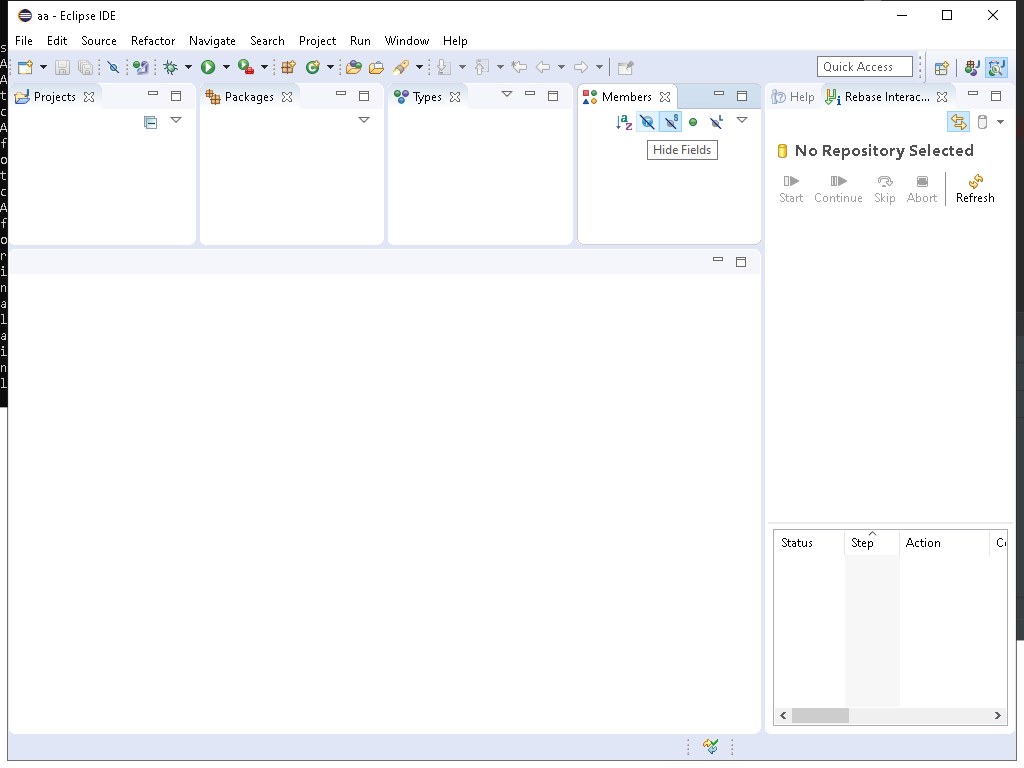 aa - Eclipse IDE
File Edit Source Refactor Navigate Search Project Run Window Help
Quick Access
Projects Packages Types Members Help Rebase Interac...
Hide Fields
No Repository Selected
Start Continue Skip Abort Refresh
Status Step Action